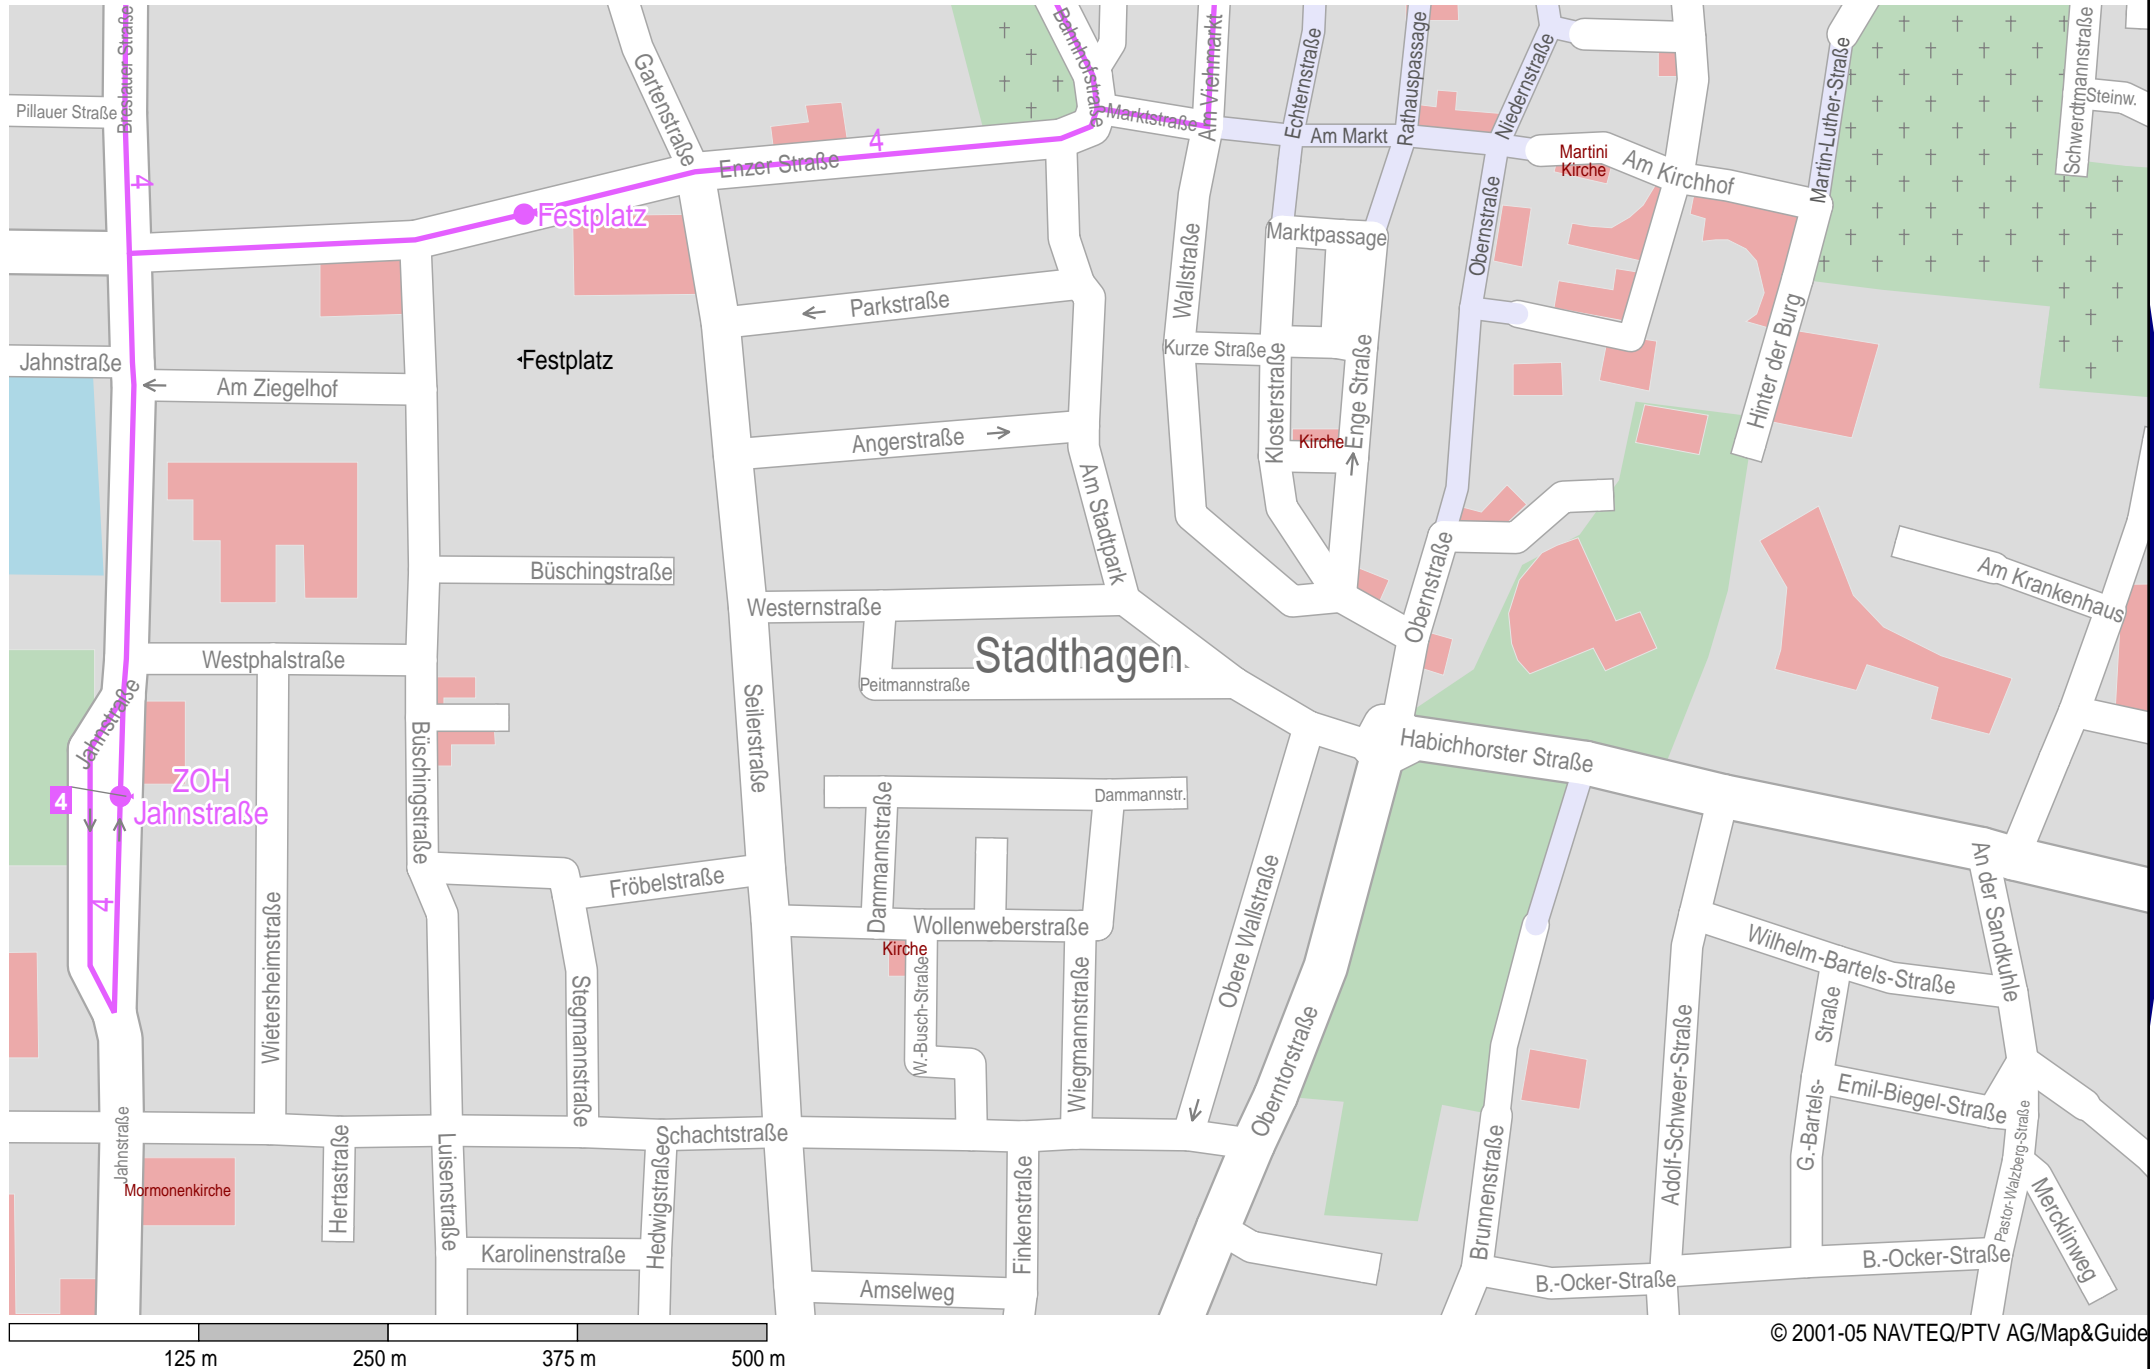 Breslauer Straße
Bahnhofstraße
Am Viehmarkt
Echternstraße
Rathauspassage
Niedernstraße
Martin-Luther-Straße
Schwerdtmannstraße
Steinw.
Pillauer Straße
Gartenstraße
4
Marktstraße
Am Markt
Martini
Kirche
Am Kirchhof
Enzer Straße
4
Festplatz
Obernstraße
Marktpassage
Wallstraße
Parkstraße
Hinter der Burg
Jahnstraße
Festplatz
Kurze Straße
Klosterstraße
Enge Straße
Am Ziegelhof
Angerstraße
Kirche
Am Stadtpark
Büschingstraße
Obernstraße
Am Krankenhaus
Westernstraße
Stadthagen
Westphalstraße
Peitmannstraße
Jahnstraße
Seilerstraße
Büschingstraße
Habichhorster Straße
ZOH
Jahnstraße
4
Dammannstraße
Dammannstr.
Fröbelstraße
Obere Wallstraße
An der Sandkuhle
4
Wollenweberstraße
Kirche
Wilhelm-Bartels-Straße
Wietersheimstraße
Stegmannstraße
W.-Busch-Straße
Wiegmannstraße
Oberntorstraße
Adolf-Schweer-Straße
G.-Bartels-
Straße
Emil-Biegel-Straße
Pastor-Walzberg-Straße
Jahnstraße
Schachtstraße
Mormonenkirche
Hertastraße
Luisenstraße
Hedwigstraße
Finkenstraße
Brunnenstraße
Mercklinweg
Karolinenstraße
B.-Ocker-Straße
B.-Ocker-Straße
Amselweg
© 2001-05 NAVTEQ/PTV AG/Map&Guide
125 m
250 m
375 m
500 m